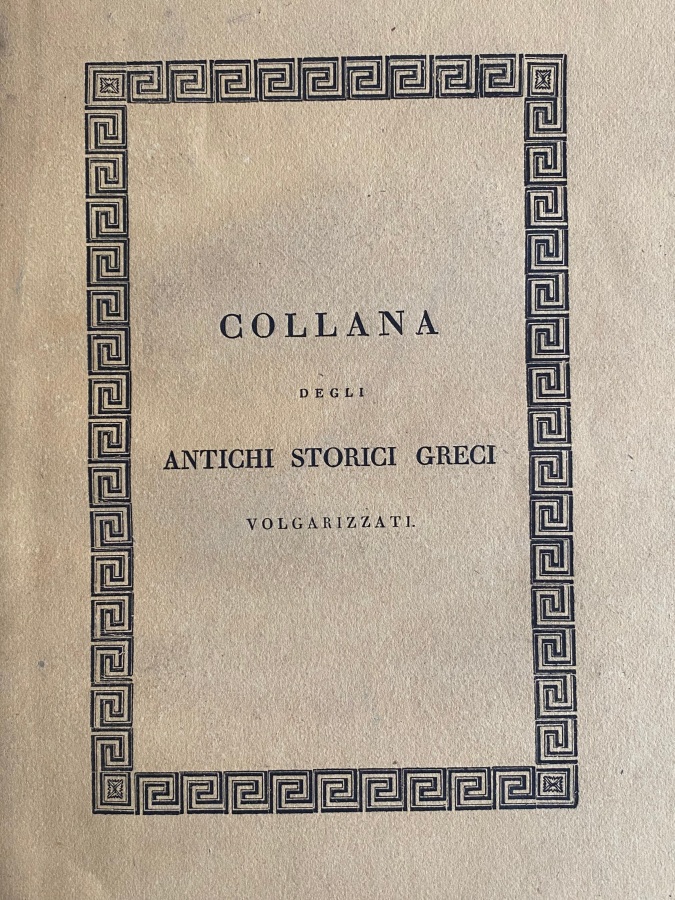 COLLANA
DEGLI
ANTICHI STORICI GRECI
VOLGARIZZATI.